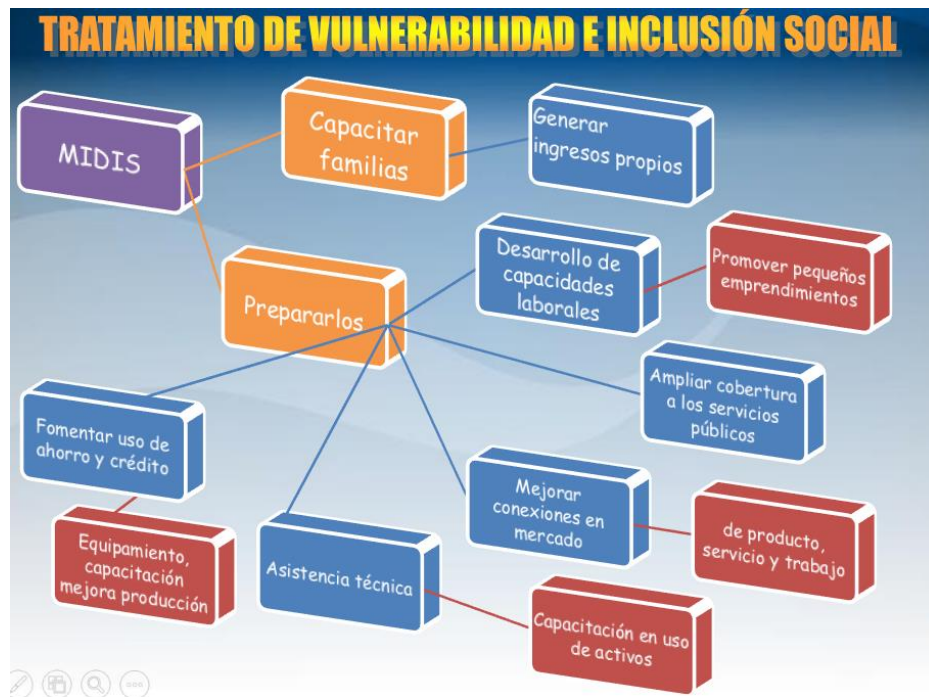 TRATAMIENTO DE VULNERABILIDAD E INCLUSIÓN SOCIAL
MIDIS
Capacitar
familias
Generar
ingresos propios
Prepararlos
Desarrollo de
capacidades
laborales
Promover pequeños
emprendimientos
Ampliar cobertura
a los servicios
públicos
Fomentar uso de
ahorro y crédito
Equipamiento,
capacitación
mejora producción
Asistencia técnica
Mejorar
conexiones en
mercado
de producto,
servicio y trabajo
Capacitación en uso
de activos